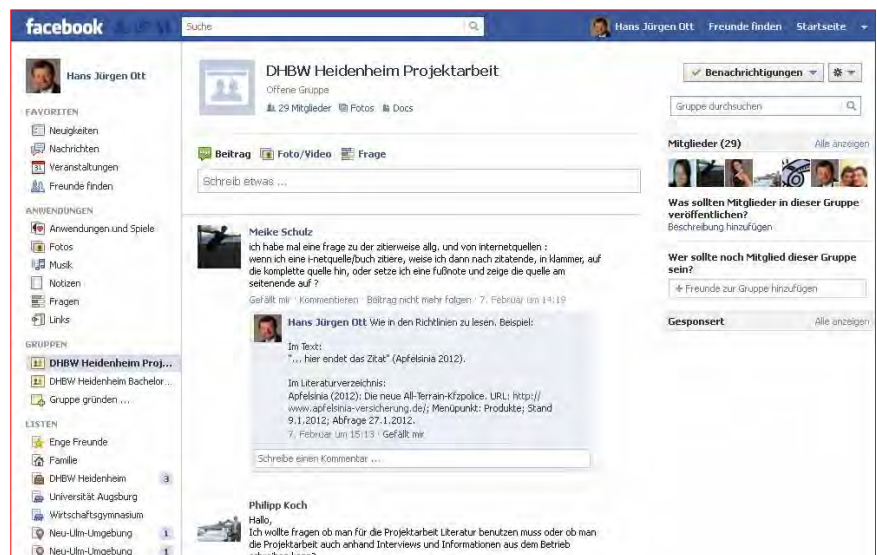 facebook
Suche
Hans Jürgen Ott Freunde finden Startseite
Hans Jürgen Ott
FAVORITEN
Neuigkeiten
Nachrichten
Veranstaltungen
Freunde finden
ANWENDUNGEN
Anwendungen und Spiele
Fotos
Musik
Notizen
Fragen
Links
GRUPPEN
DHBW Heidenheim Proj...
DHBW Heidenheim Bachelor...
Gruppe gründen ...
LISTEN
Enge Freunde
Familie
DHBW Heidenheim 3
Universität Augsburg
Wirtschaftsgymnasium
Neu-Ulm-Umgebung 1
Neu-Ulm-Umgebung 1
DHBW Heidenheim Projektarbeit
Offene Gruppe
29 Mitglieder Fotos Docs
Beitrag Foto/Video Frage
Schreib etwas ...
Meike Schulz
ich habe mal eine frage zu der zitierweise allg. und von internetquellen :
wenn ich eine i-netquelle/buch zitiere, weise ich dann nach zitatende, in klammer, auf
die komplette quelle hin, oder setze ich eine fußnote und zeige die quelle am
seitenende auf ?
Gefällt mir · Kommentieren · Beitrag nicht mehr folgen · 7. Februar um 14:19
Hans Jürgen Ott Wie in den Richtlinien zu lesen. Beispiel:
Im Text:
"... hier endet das Zitat" (Apfelsinia 2012).
Im Literaturverzeichnis:
Apfelsinia (2012): Die neue All-Terrain-Kfzpolice. URL: http://
www.apfelsinia-versicherung.de/; Menüpunkt: Produkte; Stand
9.1.2012; Abfrage 27.1.2012.
7. Februar um 15:13 · Gefällt mir
Schreibe einen Kommentar ...
Philipp Koch
Hallo,
Ich wollte fragen ob man für die Projektarbeit Literatur benutzen muss oder ob man
die Projektarbeit auch anhand Interviews und Informationen aus dem Betrieb
Benachrichtigungen
Gruppe durchsuchen
Mitglieder (29) Alle anzeigen
Was sollten Mitglieder in dieser Gruppe
veröffentlichen?
Beschreibung hinzufügen
Wer sollte noch Mitglied dieser Gruppe
sein?
+ Freunde zur Gruppe hinzufügen
Gesponsert Alle anzeigen